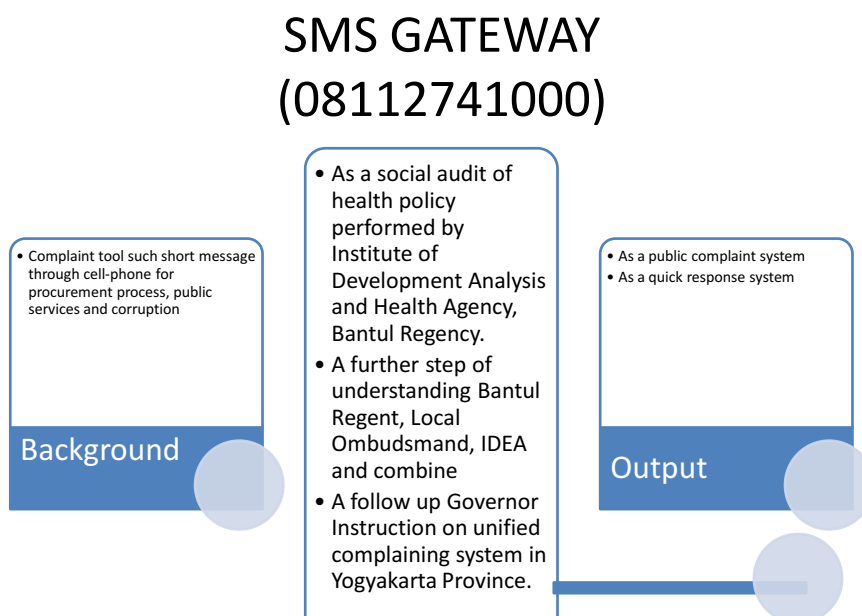 SMS GATEWAY
(08112741000)
• Complaint tool such short message
through cell-phone for
procurement process, public
services and corruption
Background
• As a social audit of
health policy
performed by
Institute of
Development Analysis
and Health Agency,
Bantul Regency.
• A further step of
understanding Bantul
Regent, Local
Ombudsmand, IDEA
and combine
• A follow up Governor
Instruction on unified
complaining system in
Yogyakarta Province.
• As a public complaint system
• As a quick response system
Output